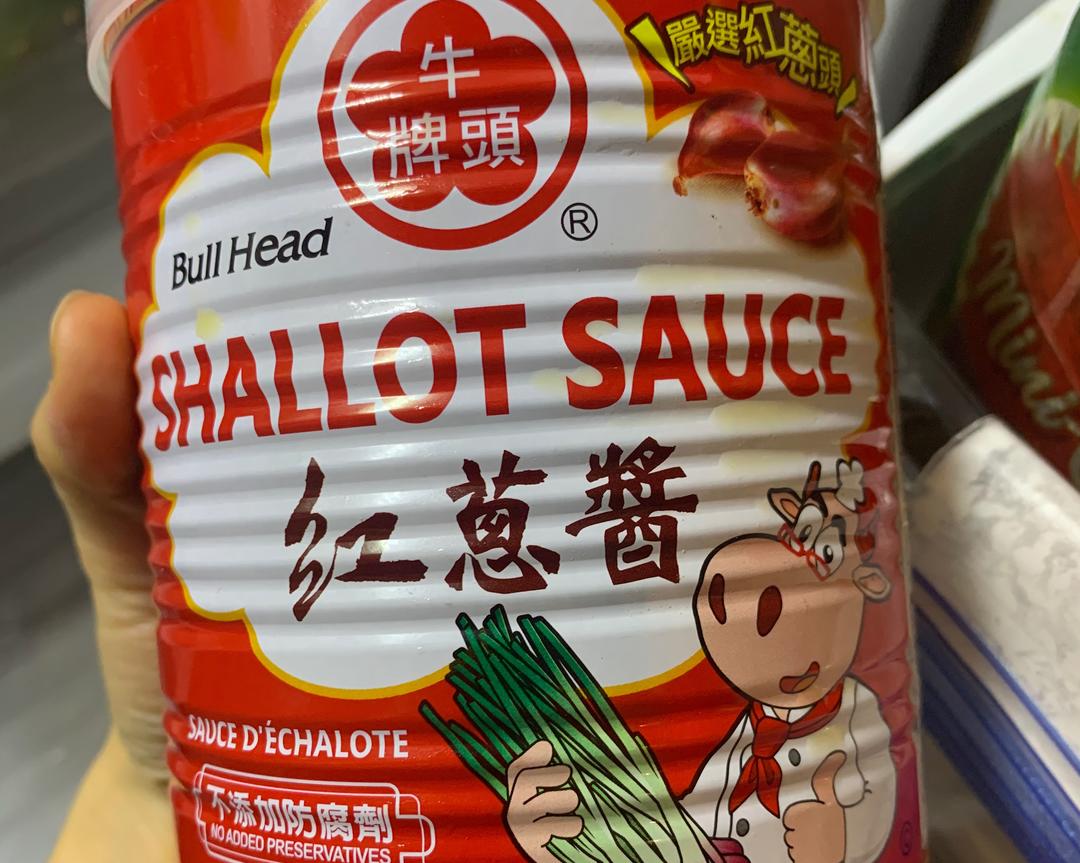 牛
牌頭
嚴選紅蔥頭
®
Bull Head
SHALLOT SAUCE
紅蔥醬
SAUCE D'ÉCHALOTE
不添加防腐劑
NO ADDED PRESERVATIVES
Mini